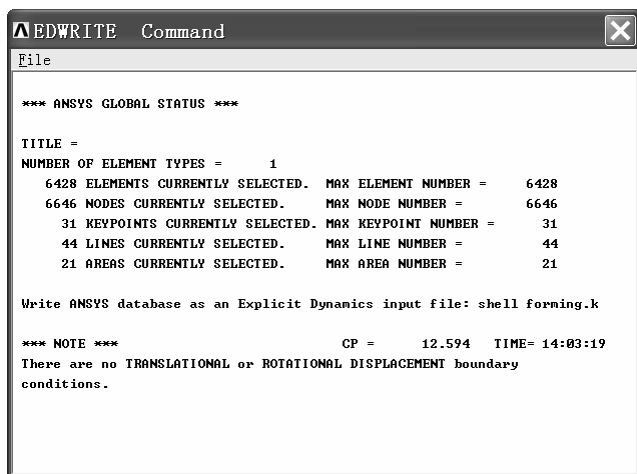 EDWRITE Command
File
*** ANSYS GLOBAL STATUS ***
TITLE =
NUMBER OF ELEMENT TYPES = 1
6428 ELEMENTS CURRENTLY SELECTED. MAX ELEMENT NUMBER = 6428
6646 NODES CURRENTLY SELECTED. MAX NODE NUMBER = 6646
31 KEYPOINTS CURRENTLY SELECTED. MAX KEYPOINT NUMBER = 31
44 LINES CURRENTLY SELECTED. MAX LINE NUMBER = 44
21 AREAS CURRENTLY SELECTED. MAX AREA NUMBER = 21
Write ANSYS database as an Explicit Dynamics input file: shell forming.k
*** NOTE *** CP = 12.594 TIME= 14:03:19
There are no TRANSLATIONAL or ROTATIONAL DISPLACEMENT boundary
conditions.